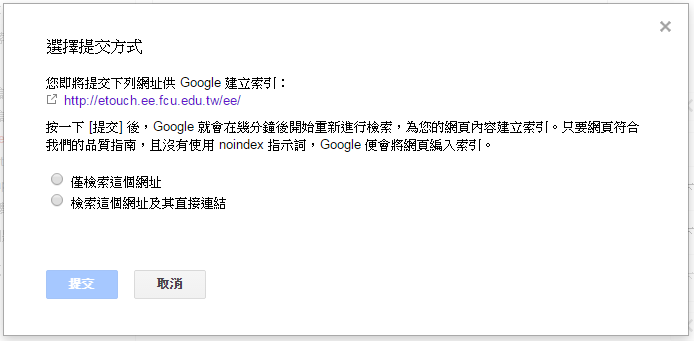 選擇提交方式
您即將提交下列網址供 Google 建立索引：
http://etouch.ee.fcu.edu.tw/ee/
按一下 [提交] 後，Google 就會在幾分鐘後開始重新進行檢索，為您的網頁內容建立索引。只要網頁符合
我們的品質指南，且沒有使用 noindex 指示詞，Google 便會將網頁編入索引。
僅檢索這個網址
檢索這個網址及其直接連結
提交 取消